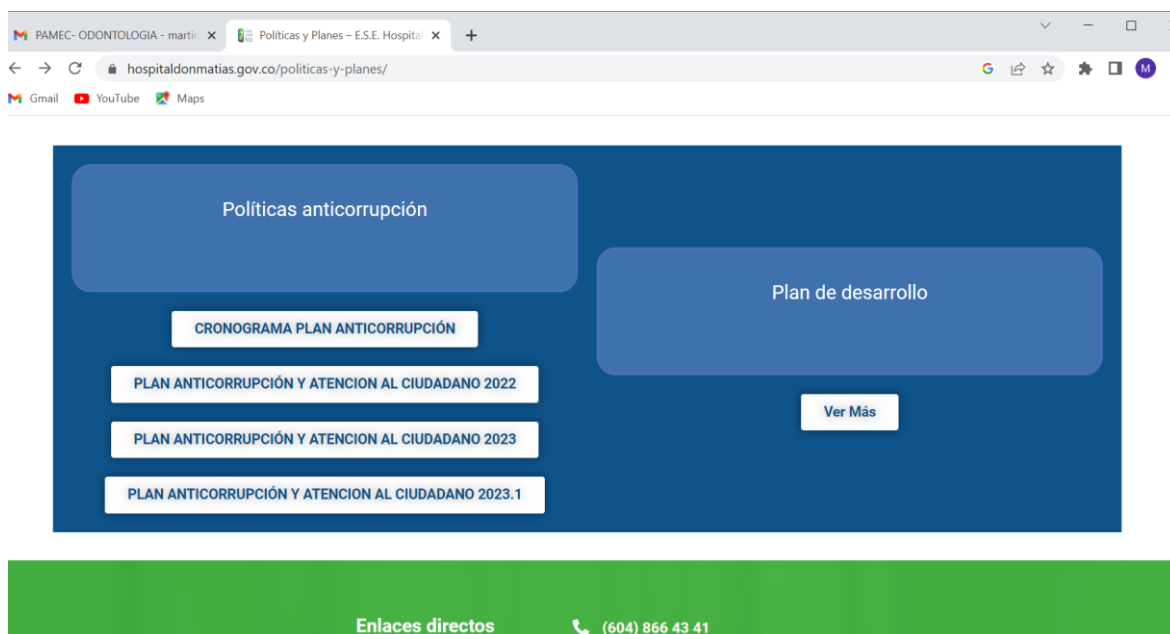 PAMEC- ODONTOLOGIA - martin
Políticas y Planes – E.S.E. Hospital
hospitaldonmatias.gov.co/politicas-y-planes/
M
Gmail
YouTube
Maps
Políticas anticorrupción
CRONOGRAMA PLAN ANTICORRUPCIÓN
PLAN ANTICORRUPCIÓN Y ATENCION AL CIUDADANO 2022
PLAN ANTICORRUPCIÓN Y ATENCION AL CIUDADANO 2023
PLAN ANTICORRUPCIÓN Y ATENCION AL CIUDADANO 2023.1
Plan de desarrollo
Ver Más
Enlaces directos
(604) 866 43 41